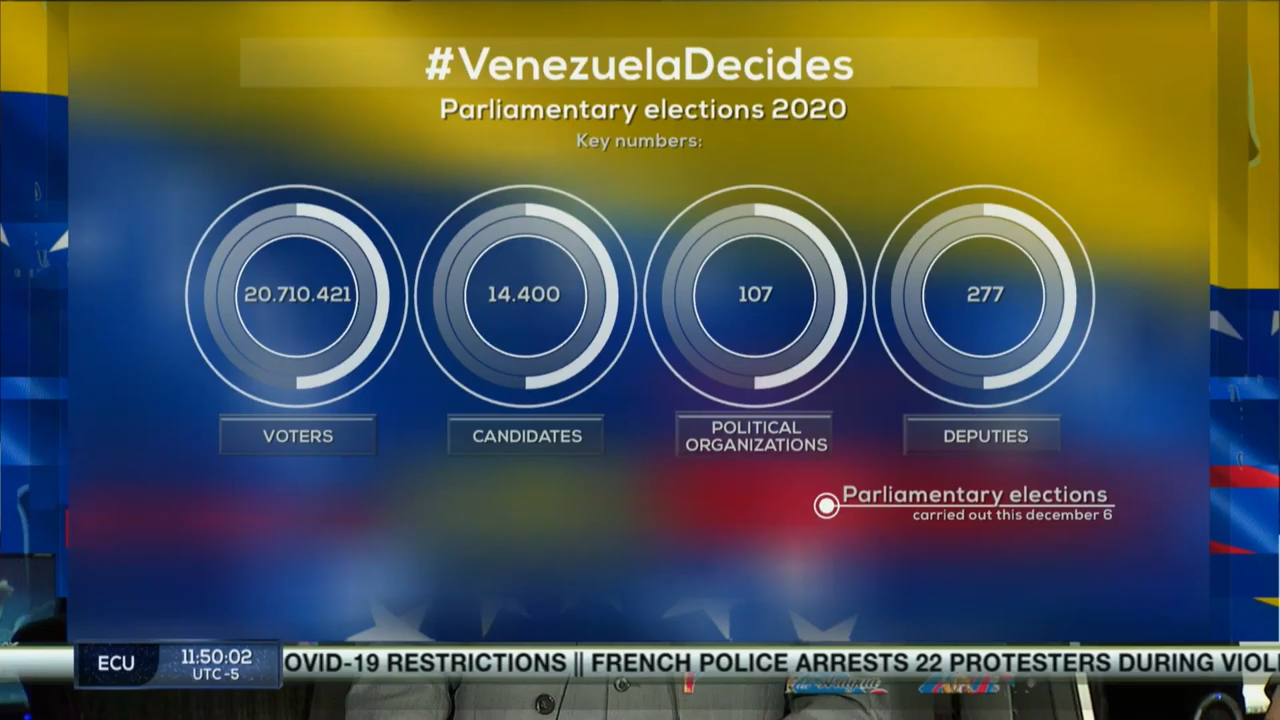 #VenezuelaDecides
Parliamentary elections 2020
Key numbers:
20.710.421
14.400
107
277
VOTERS
CANDIDATES
POLITICAL
ORGANIZATIONS
DEPUTIES
Parliamentary elections
carried out this december 6
ECU
11:50:02
UTC -5
OVID-19 RESTRICTIONS || FRENCH POLICE ARRESTS 22 PROTESTERS DURING VIOL